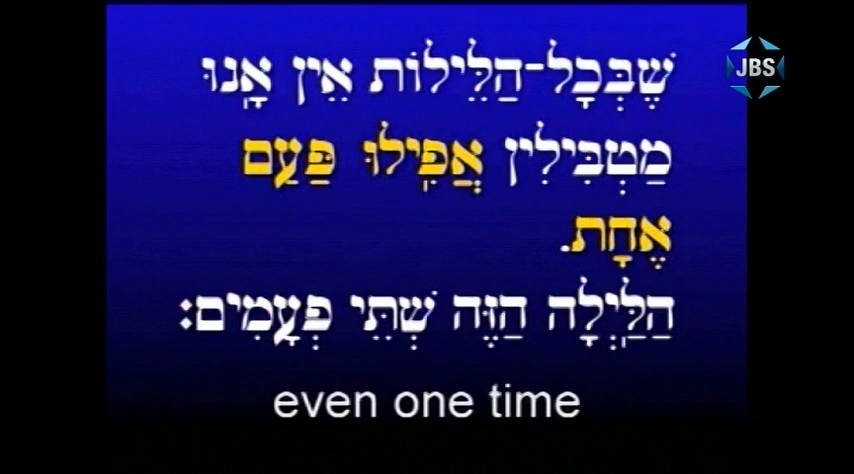 JBS
שֶׁבְּכָל-הַלֵּילוֹת אֵין אָנוּ
מַטְבִּילִין אֲפִילוּ פַּעַם
אֶחָת.
הַלַּיְלָה הַזֶּה שְׁתֵּי פְּעָמִים:
even one time